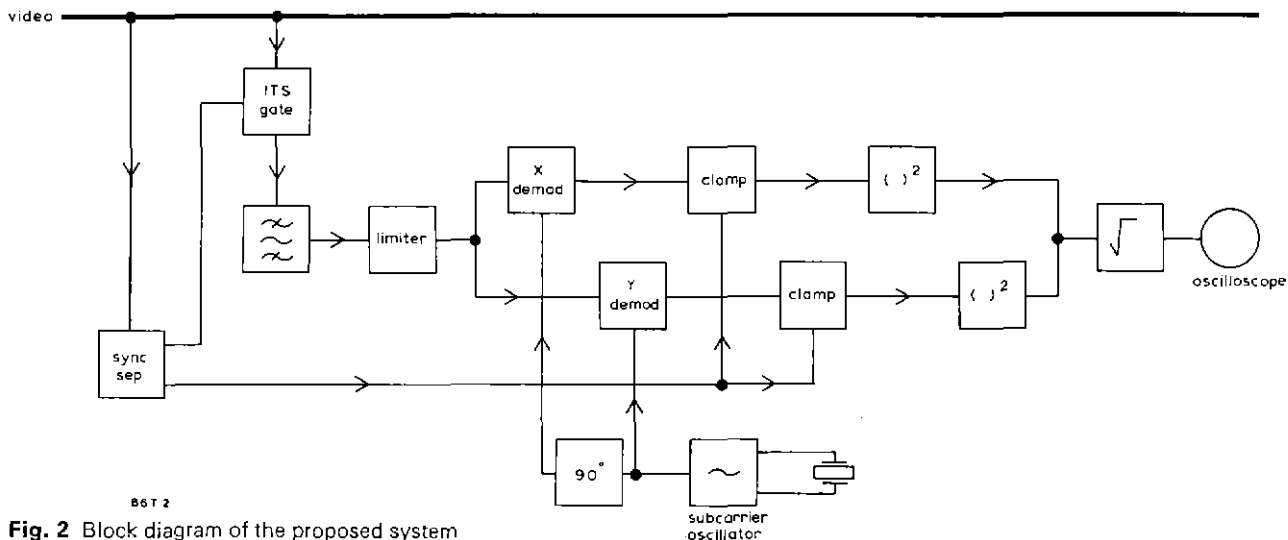 video
ITS
gate
X
demod
clamp
( )²
√
limiter
Y
demod
clamp
( )²
oscilloscope
sync
sep
90°
subcarrier
oscillator
B6T 2
Fig. 2 Block diagram of the proposed system